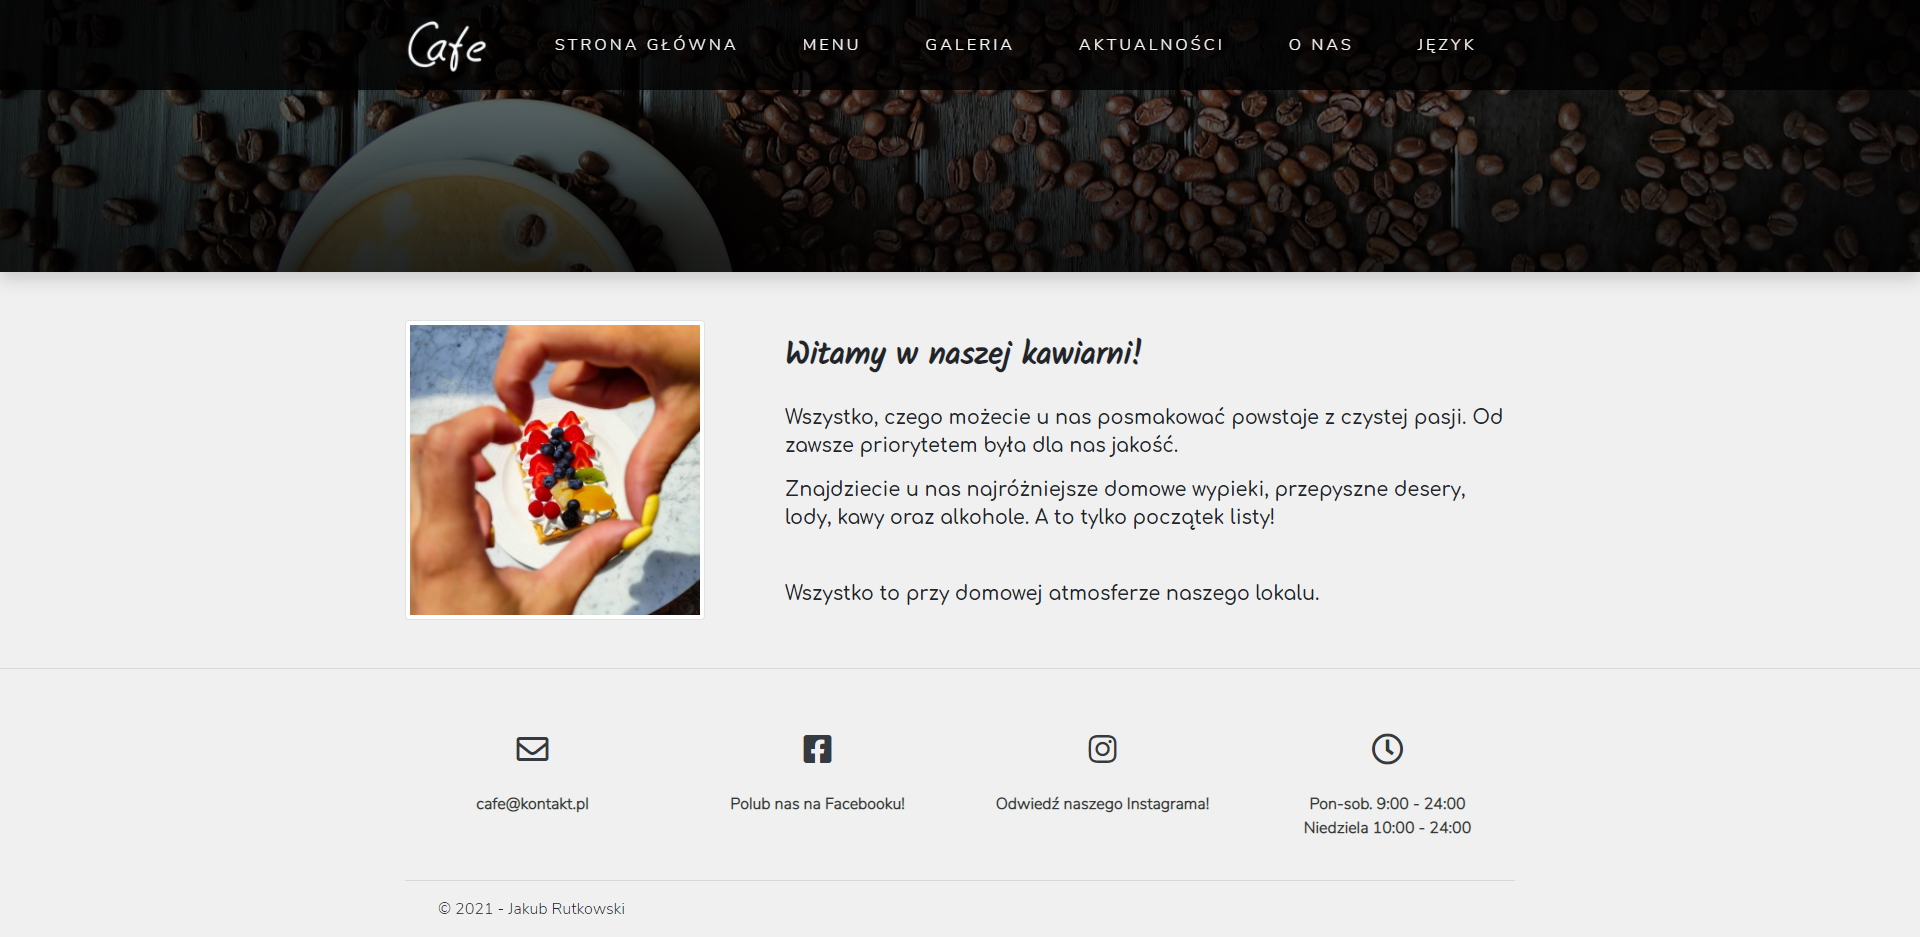 Cafe
STRONA GŁÓWNA
MENU
GALERIA
AKTUALNOŚCI
O NAS
JĘZYK
Witamy w naszej kawiarni!
Wszystko, czego możecie u nas posmakować powstaje z czystej pasji. Od
zawsze priorytetem była dla nas jakość.
Znajdziecie u nas najróżniejsze domowe wypieki, przepyszne desery,
lody, kawy oraz alkohole. A to tylko początek listy!
Wszystko to przy domowej atmosferze naszego lokalu.
cafe@kontakt.pl
Polub nas na Facebooku!
Odwiedź naszego Instagrama!
Pon-sob. 9:00 - 24:00
Niedziela 10:00 - 24:00
© 2021 - Jakub Rutkowski